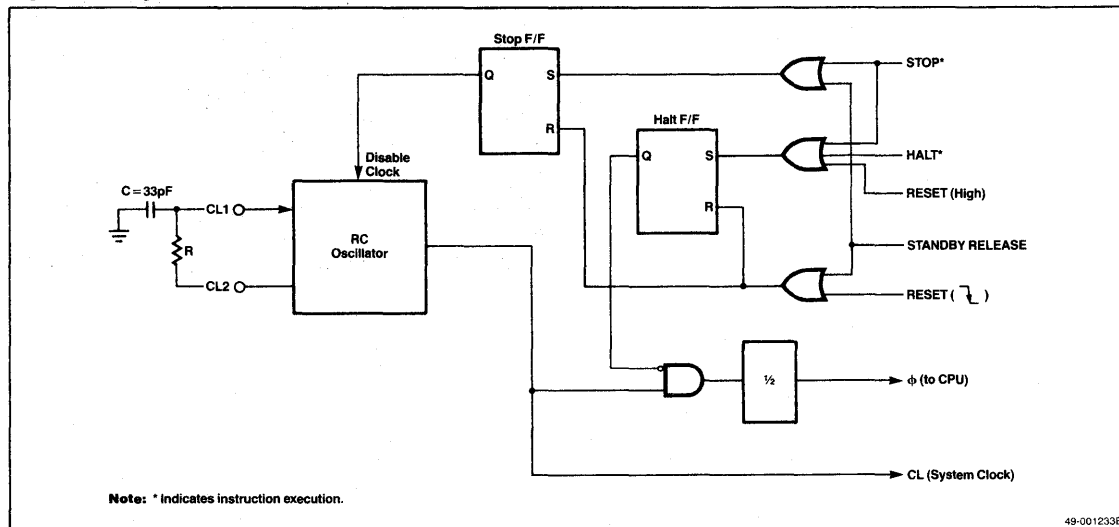 Stop F/F
Q
S
R
STOP*
Halt F/F
Q
S
R
HALT*
RESET (High)
Disable
Clock
C = 33pF
CL1
R
CL2
RC
Oscillator
STANDBY RELEASE
RESET ( )
½
ϕ (to CPU)
CL (System Clock)
Note: * Indicates instruction execution.
49-001233B